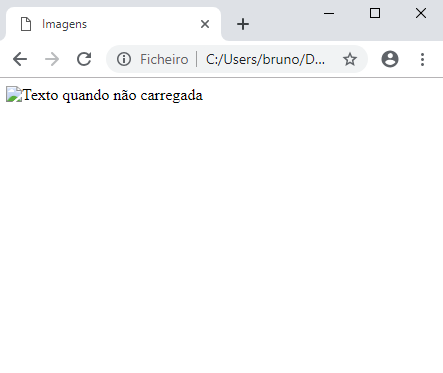 Imagens
Ficheiro C:/Users/bruno/D...
Texto quando não carregada